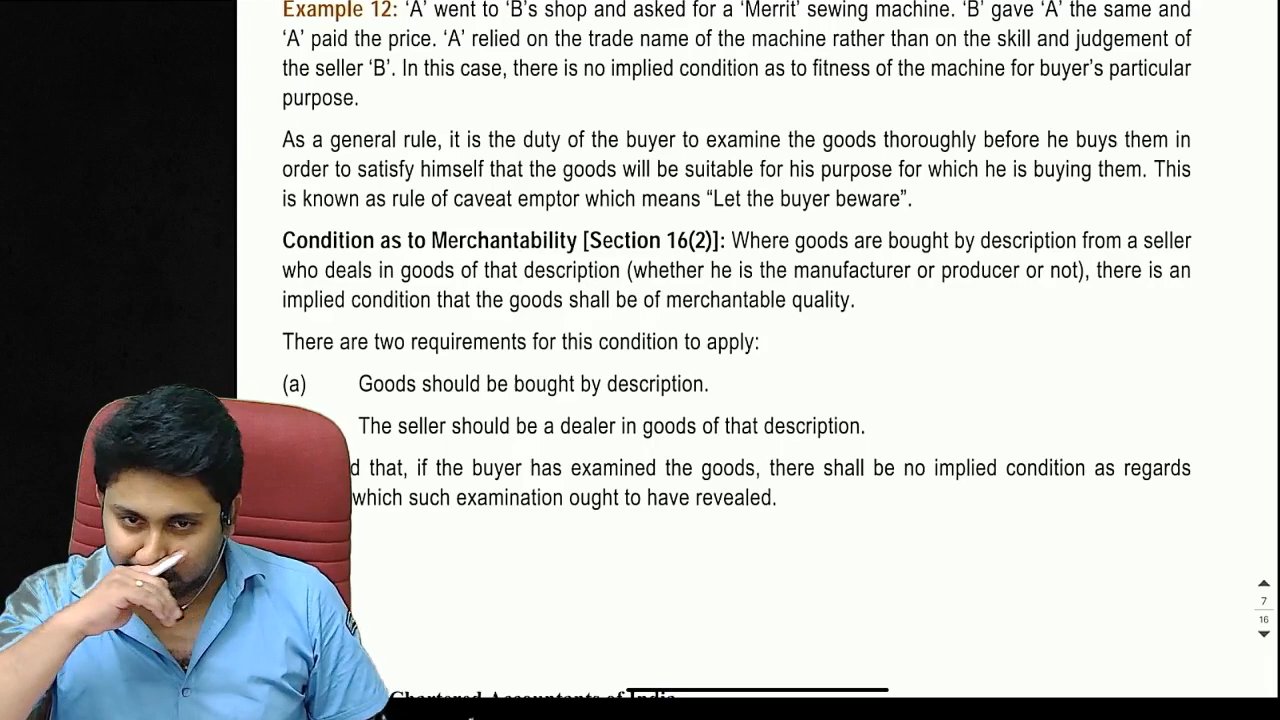 Example 12: ‘A’ went to ‘B’s shop and asked for a ‘Merrit’ sewing machine. ‘B’ gave ‘A’ the same and
‘A’ paid the price. ‘A’ relied on the trade name of the machine rather than on the skill and judgement of
the seller ‘B’. In this case, there is no implied condition as to fitness of the machine for buyer’s particular
purpose.
As a general rule, it is the duty of the buyer to examine the goods thoroughly before he buys them in
order to satisfy himself that the goods will be suitable for his purpose for which he is buying them. This
is known as rule of caveat emptor which means “Let the buyer beware”.
Condition as to Merchantability [Section 16(2)]: Where goods are bought by description from a seller
who deals in goods of that description (whether he is the manufacturer or producer or not), there is an
implied condition that the goods shall be of merchantable quality.
There are two requirements for this condition to apply:
(a) Goods should be bought by description.
The seller should be a dealer in goods of that description.
d that, if the buyer has examined the goods, there shall be no implied condition as regards
which such examination ought to have revealed.
7
16
Chartered Accountants of India